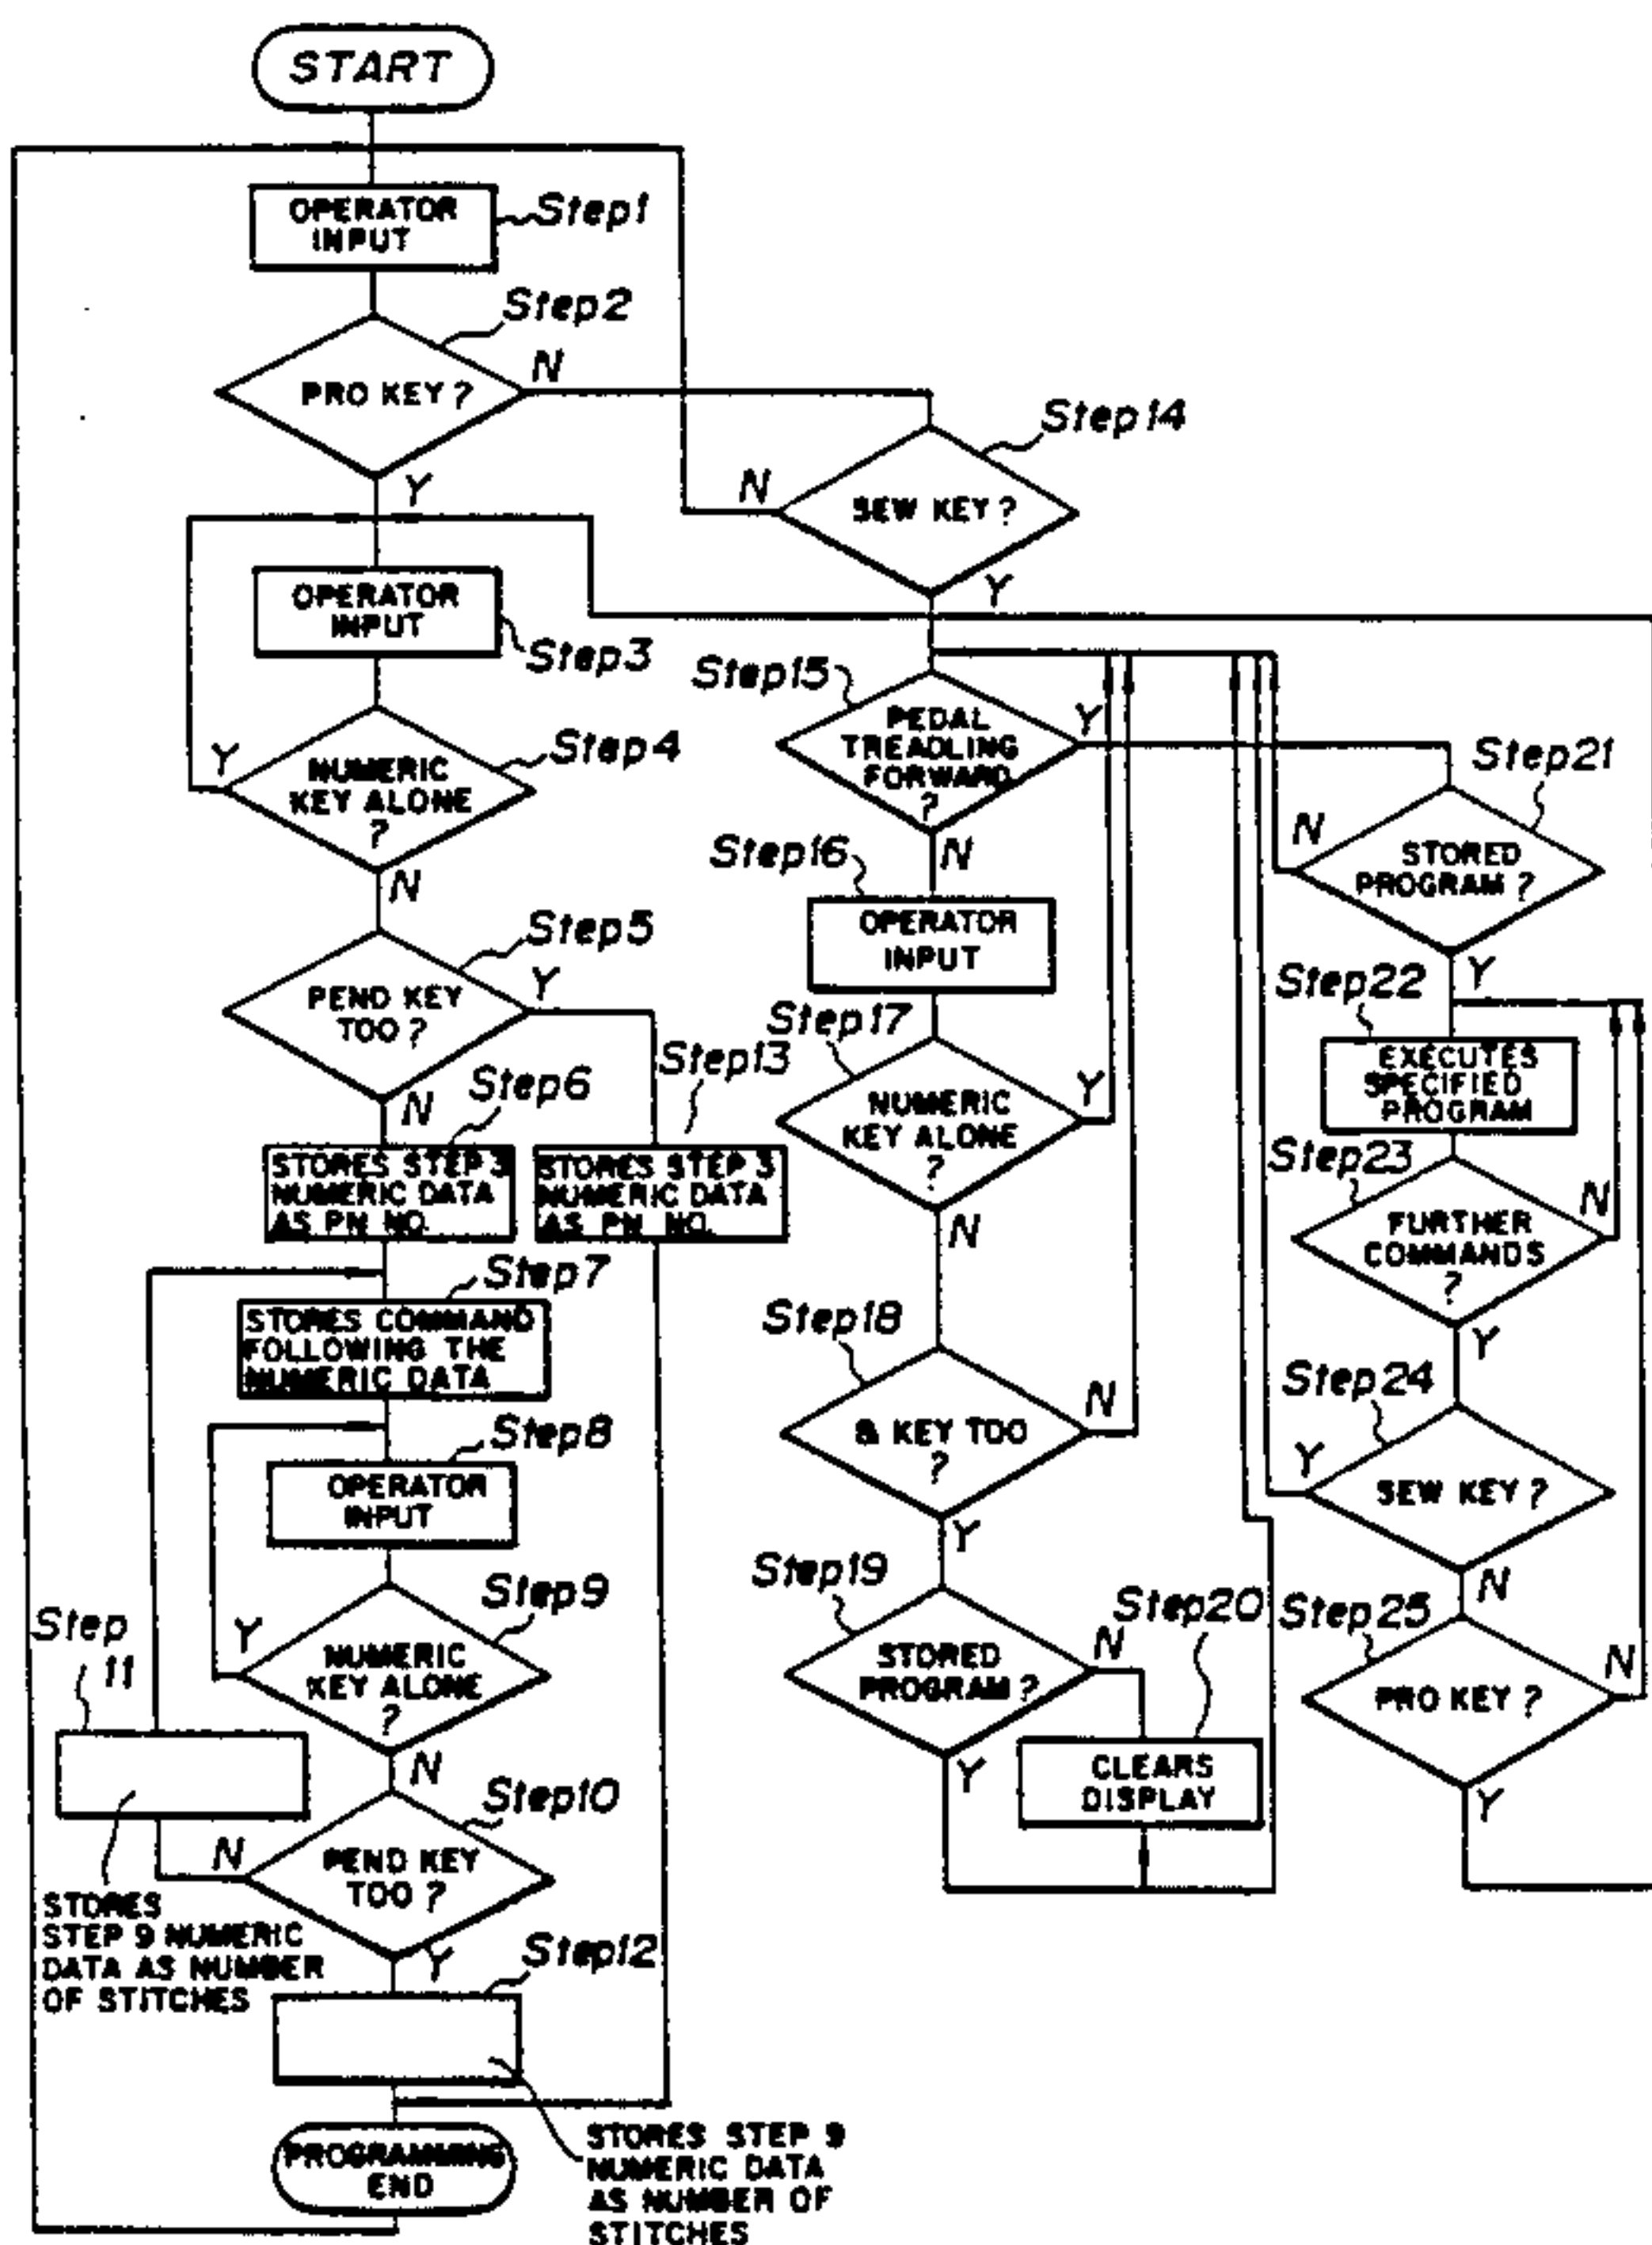 START
OPERATOR
INPUT
Step1
Step2
PRO KEY ?
N
Y
Step14
SEW KEY ?
N
Y
OPERATOR
INPUT
Step3
Step4
NUMERIC
KEY ALONE
?
Y
N
Step5
PEND KEY
TOO ?
Y
N
Step6
STORES STEP 3
NUMERIC DATA
AS PN NO.
Step13
STORES STEP 3
NUMERIC DATA
AS PN NO.
Step7
STORES COMMAND
FOLLOWING THE
NUMERIC DATA
Step8
OPERATOR
INPUT
Step9
NUMERIC
KEY ALONE
?
Y
N
Step10
PEND KEY
TOO ?
N
Y
Step
11
STORES
STEP 9 NUMERIC
DATA AS NUMBER
OF STITCHES
Step12
STORES STEP 9
NUMERIC DATA
AS NUMBER OF
STITCHES
PROGRAMMING
END
Step15
PEDAL
TREADLING
FORWARD
?
Y
N
Step16
OPERATOR
INPUT
Step17
NUMERIC
KEY ALONE
?
Y
N
Step18
& KEY TOO
?
N
Y
Step19
STORED
PROGRAM ?
N
Y
Step20
CLEARS
DISPLAY
Step21
STORED
PROGRAM ?
N
Y
Step22
EXECUTES
SPECIFIED
PROGRAM
Step23
FURTHER
COMMANDS
?
N
Y
Step24
SEW KEY ?
Y
N
Step25
PRO KEY ?
N
Y